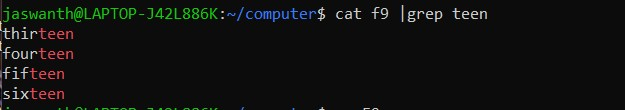 jaswanth@LAPTOP-J42L886K:~/computer$ cat f9 |grep teen
thirteen
fourteen
fifteen
sixteen